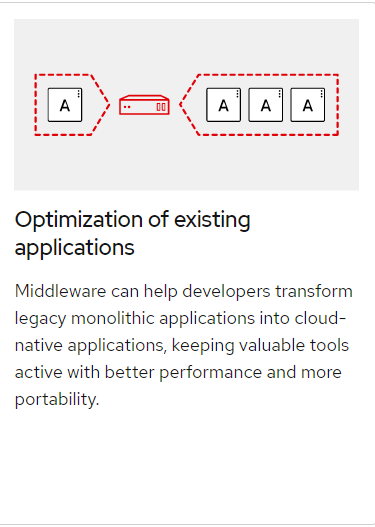 A A A A
Optimization of existing
applications
Middleware can help developers transform
legacy monolithic applications into cloud-
native applications, keeping valuable tools
active with better performance and more
portability.